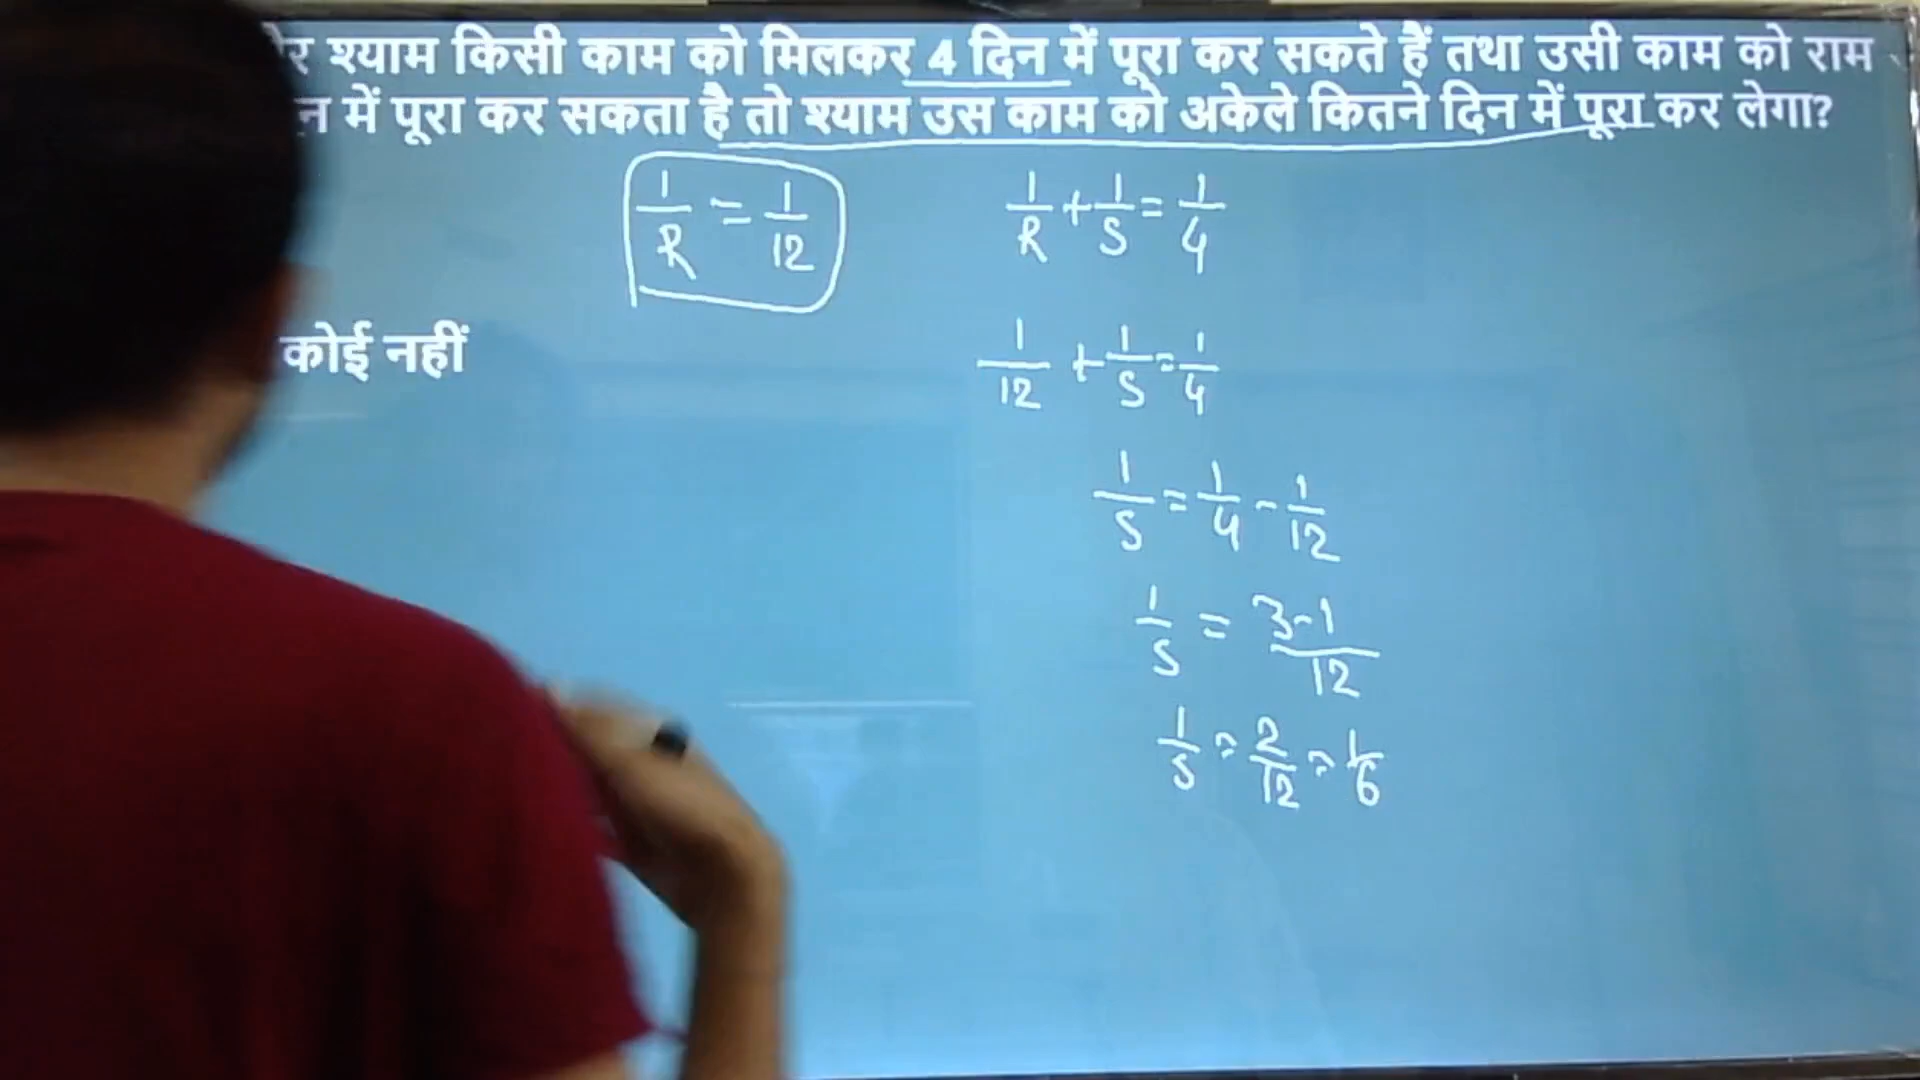 श्याम किसी काम को मिलकर 4 दिन में पूरा कर सकते हैं तथा उसी काम को राम
में पूरा कर सकता है तो श्याम उस काम को अकेले कितने दिन में पूरा कर लेगा?
1/R = 1/12
1/R + 1/S = 1/4
कोई नहीं
1/12 + 1/S = 1/4
1/S = 1/4 - 1/12
1/S = 3-1/12
1/S = 2/12 = 1/6